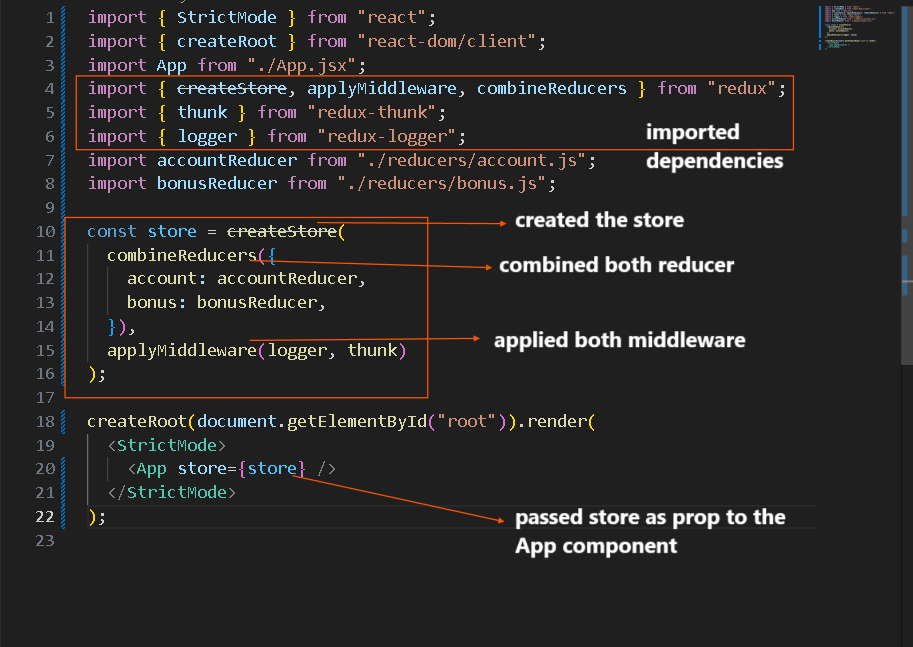 1 import { StrictMode } from "react";
2 import { createRoot } from "react-dom/client";
3 import App from "./App.jsx";
4 import { createStore, applyMiddleware, combineReducers } from "redux";
5 import { thunk } from "redux-thunk";
6 import { logger } from "redux-logger";
imported
dependencies
7 import accountReducer from "./reducers/account.js";
8 import bonusReducer from "./reducers/bonus.js";
9
created the store
10 const store = createStore(
11 combineReducers({
combined both reducer
12 account: accountReducer,
13 bonus: bonusReducer,
14 }),
applied both middleware
15 applyMiddleware(logger, thunk)
16 );
17
18 createRoot(document.getElementById("root")).render(
19 <StrictMode>
20 <App store={store} />
21 </StrictMode>
22 );
passed store as prop to the
App component
23